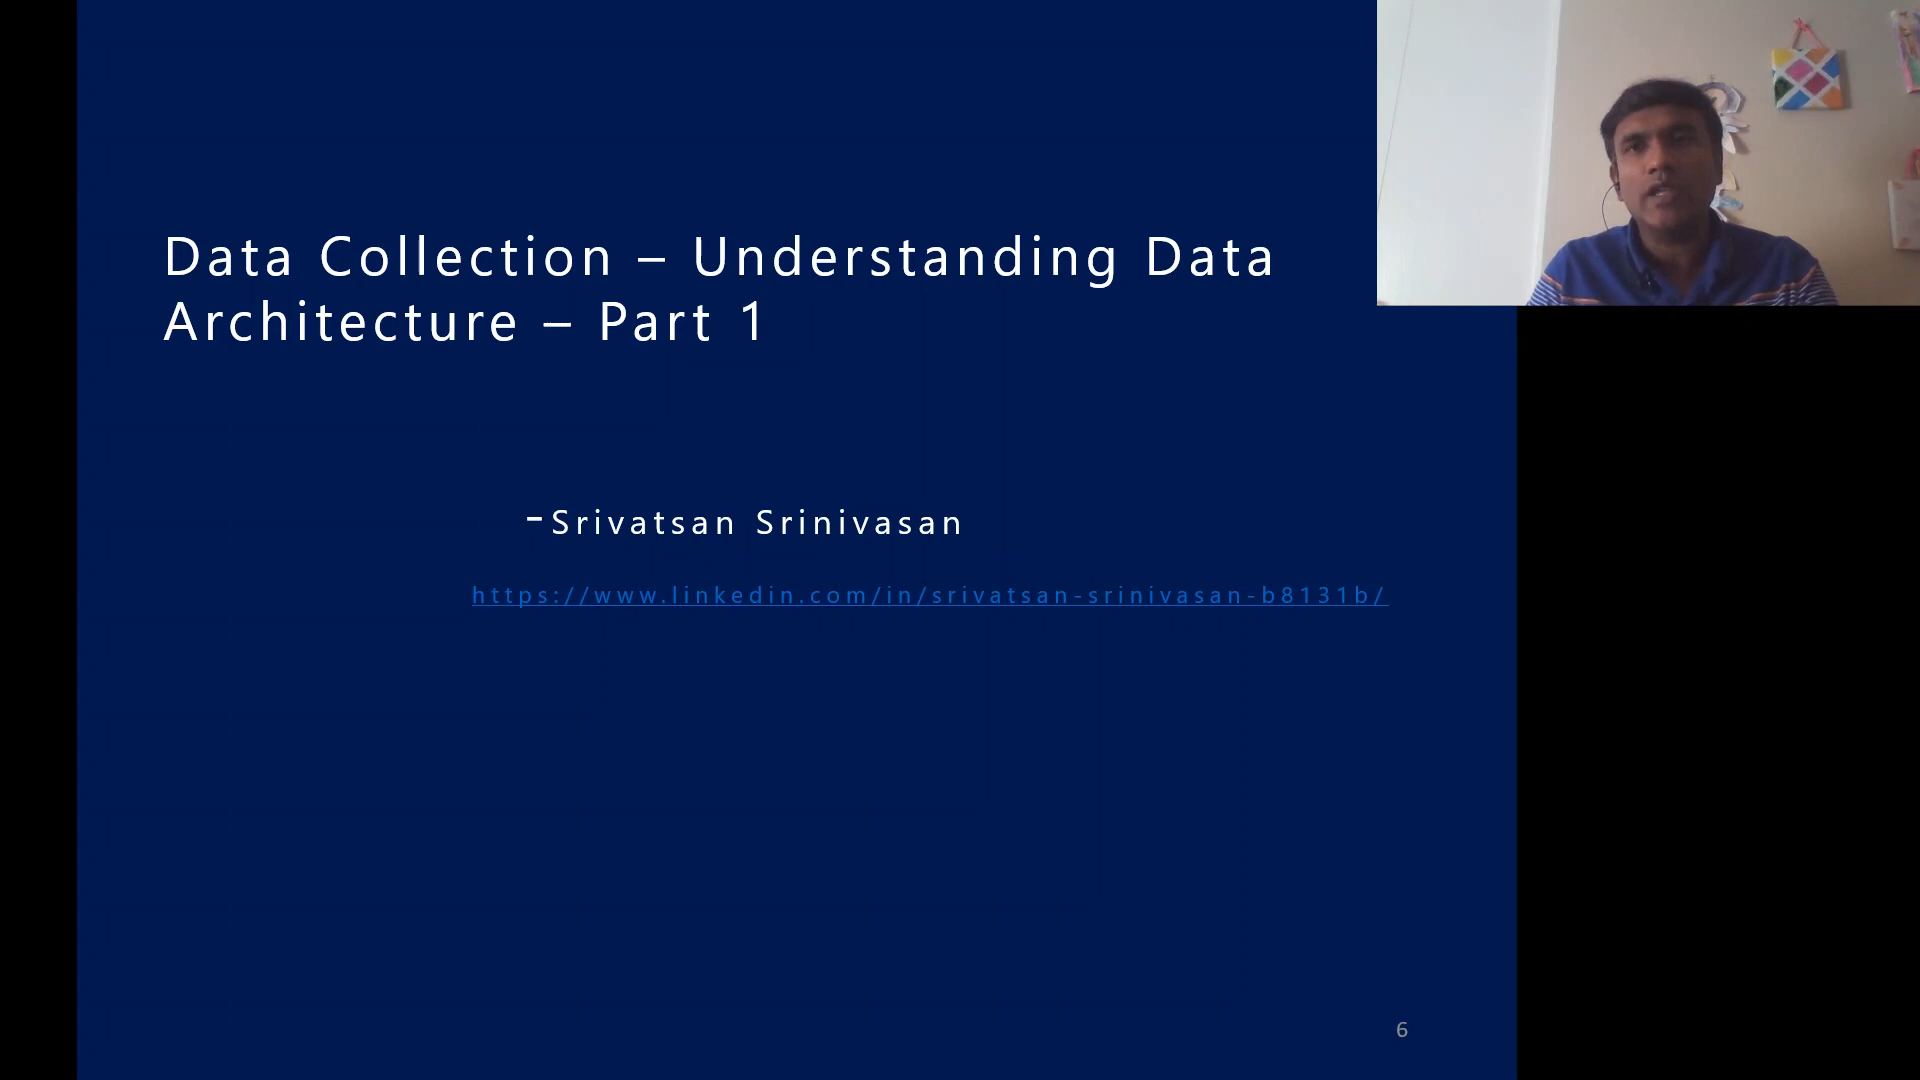 Data Collection – Understanding Data
Architecture – Part 1
-Srivatsan Srinivasan
https://www.linkedin.com/in/srivatsan-srinivasan-b8131b/
6